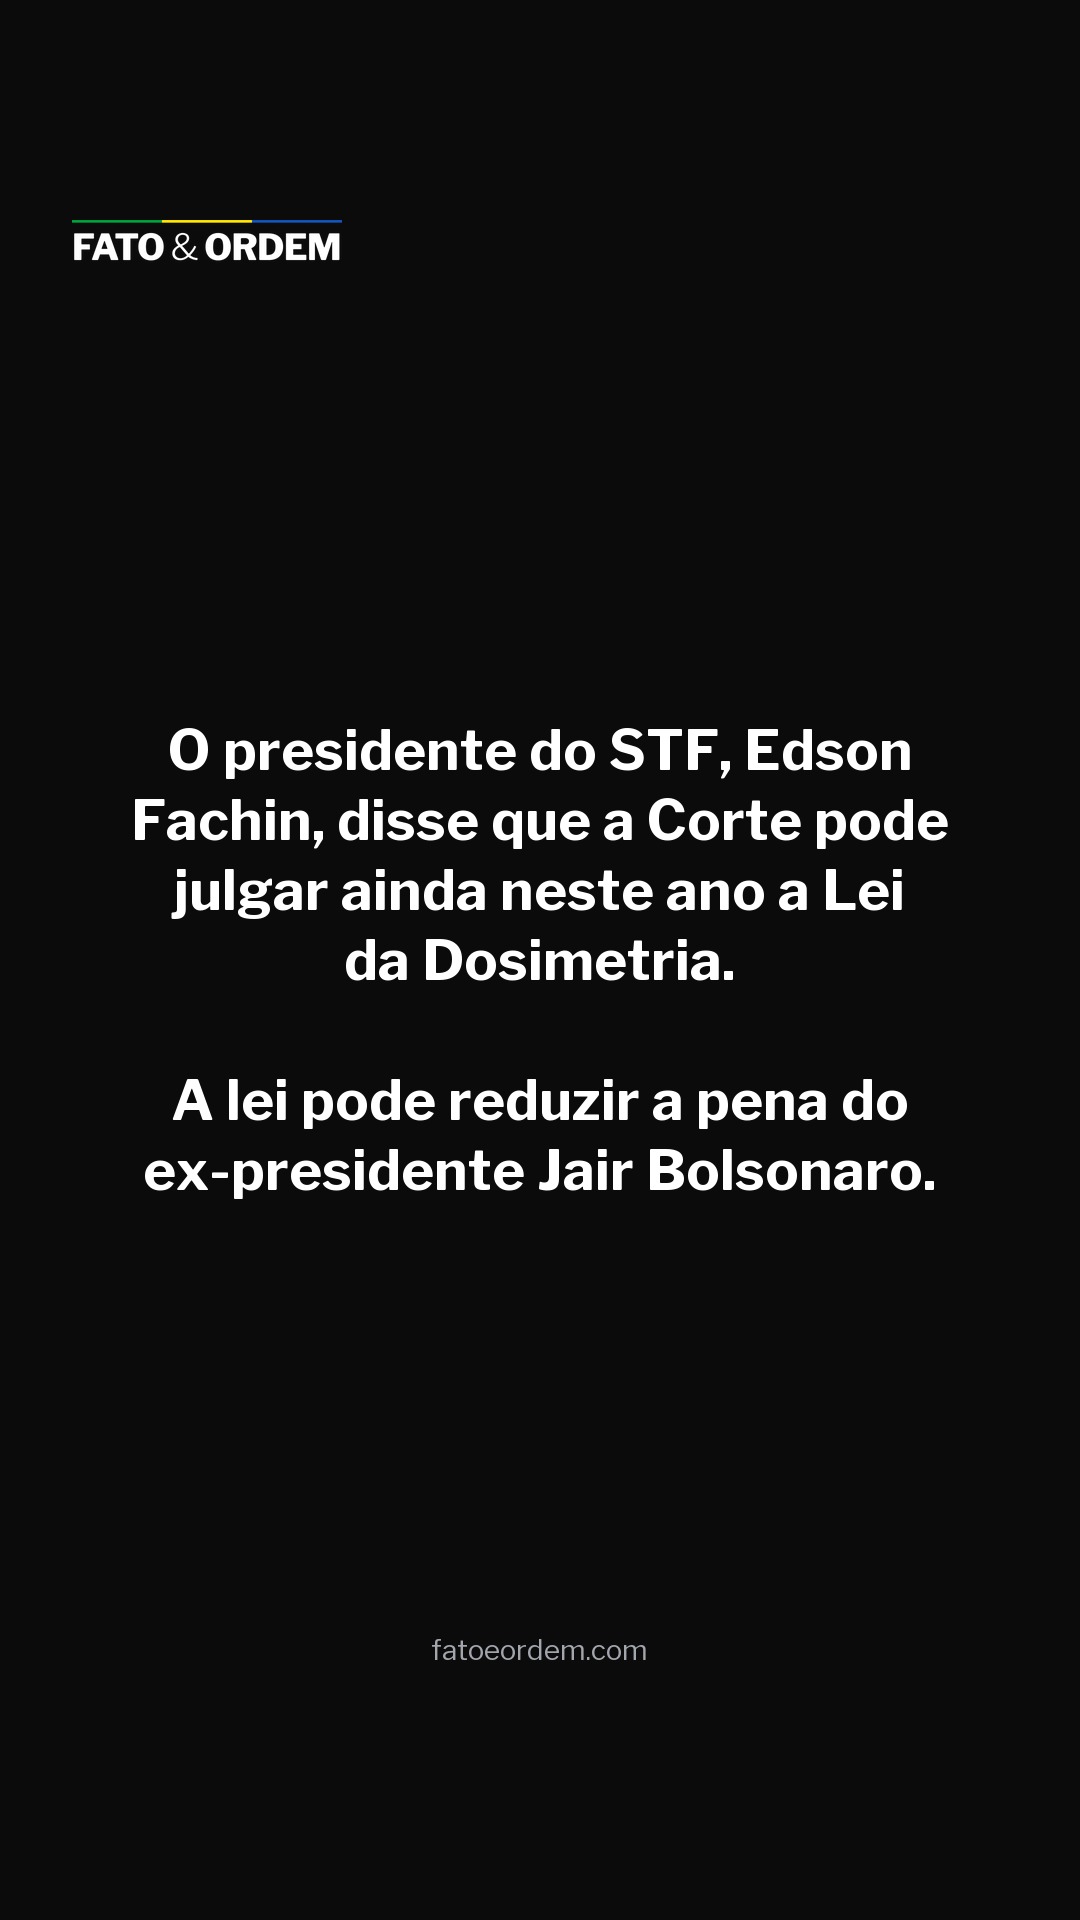 FATO & ORDEM
O presidente do STF, Edson
Fachin, disse que a Corte pode
julgar ainda neste ano a Lei
da Dosimetria.
A lei pode reduzir a pena do
ex-presidente Jair Bolsonaro.
fatoeordem.com